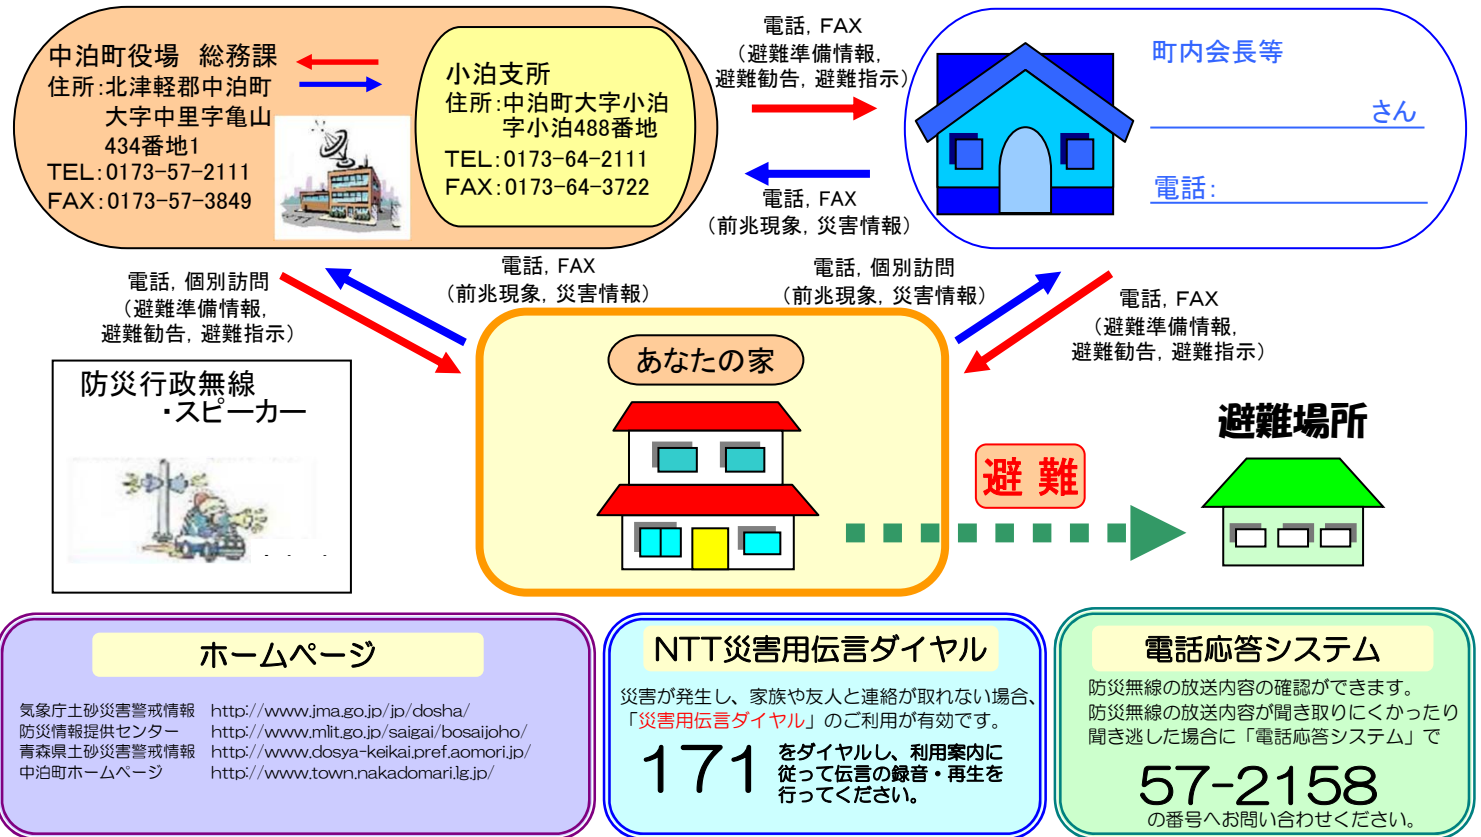 中泊町役場　総務課
住所：北津軽郡中泊町
大字中里字亀山
434番地1
TEL：0173-57-2111
FAX：0173-57-3849
小泊支所
住所：中泊町大字小泊
字小泊488番地
TEL：0173-64-2111
FAX：0173-64-3722
電話, FAX
（避難準備情報,
避難勧告, 避難指示）
電話, FAX
（前兆現象, 災害情報）
町内会長等
さん
電話：
電話, 個別訪問
（避難準備情報,
避難勧告, 避難指示）
電話, FAX
（前兆現象, 災害情報）
電話, 個別訪問
（前兆現象, 災害情報）
電話, FAX
（避難準備情報,
避難勧告, 避難指示）
防災行政無線
・スピーカー
あなたの家
避難
避難場所
ホームページ
気象庁土砂災害警戒情報　http://www.jma.go.jp/jp/dosha/
防災情報提供センター　http://www.mlit.go.jp/saigai/bosaijoho/
青森県土砂災害警戒情報　http://www.dosya-keikai.pref.aomori.jp/
中泊町ホームページ　http://www.town.nakadomari.lg.jp/
NTT災害用伝言ダイヤル
災害が発生し、家族や友人と連絡が取れない場合、
「災害用伝言ダイヤル」のご利用が有効です。
171
をダイヤルし、利用案内に
従って伝言の録音・再生を
行ってください。
電話応答システム
防災無線の放送内容の確認ができます。
防災無線の放送内容が聞き取りにくかったり
聞き逃した場合に「電話応答システム」で
57-2158
の番号へお問い合わせください。